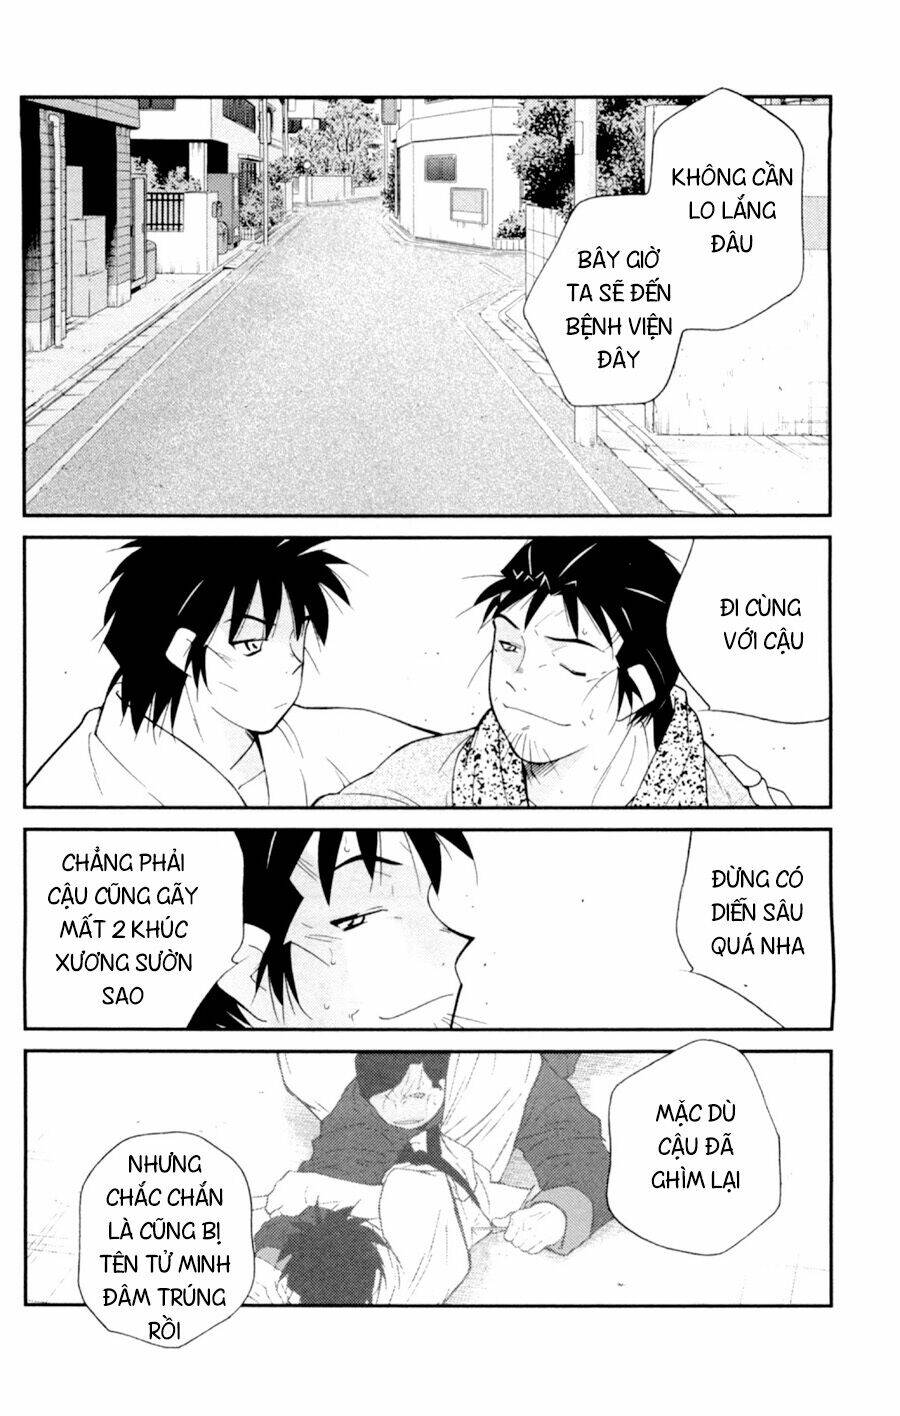 KHÔNG CẦN
LO LẮNG
ĐÂU
BÂY GIỜ
TA SẼ ĐẾN
BỆNH VIỆN
ĐÂY
ĐI CÙNG
VỚI CẬU
ĐỪNG CÓ
DIỄN SÂU
QUÁ NHA
CHẲNG PHẢI
CẬU CŨNG GÃY
MẤT 2 KHÚC
XƯƠNG SƯỜN
SAO
MẶC DÙ
CẬU ĐÃ
GHÌM LẠI
NHƯNG
CHẮC CHẮN
LÀ CŨNG BỊ
TÊN TỬ MINH
ĐÂM TRÚNG
RỒI